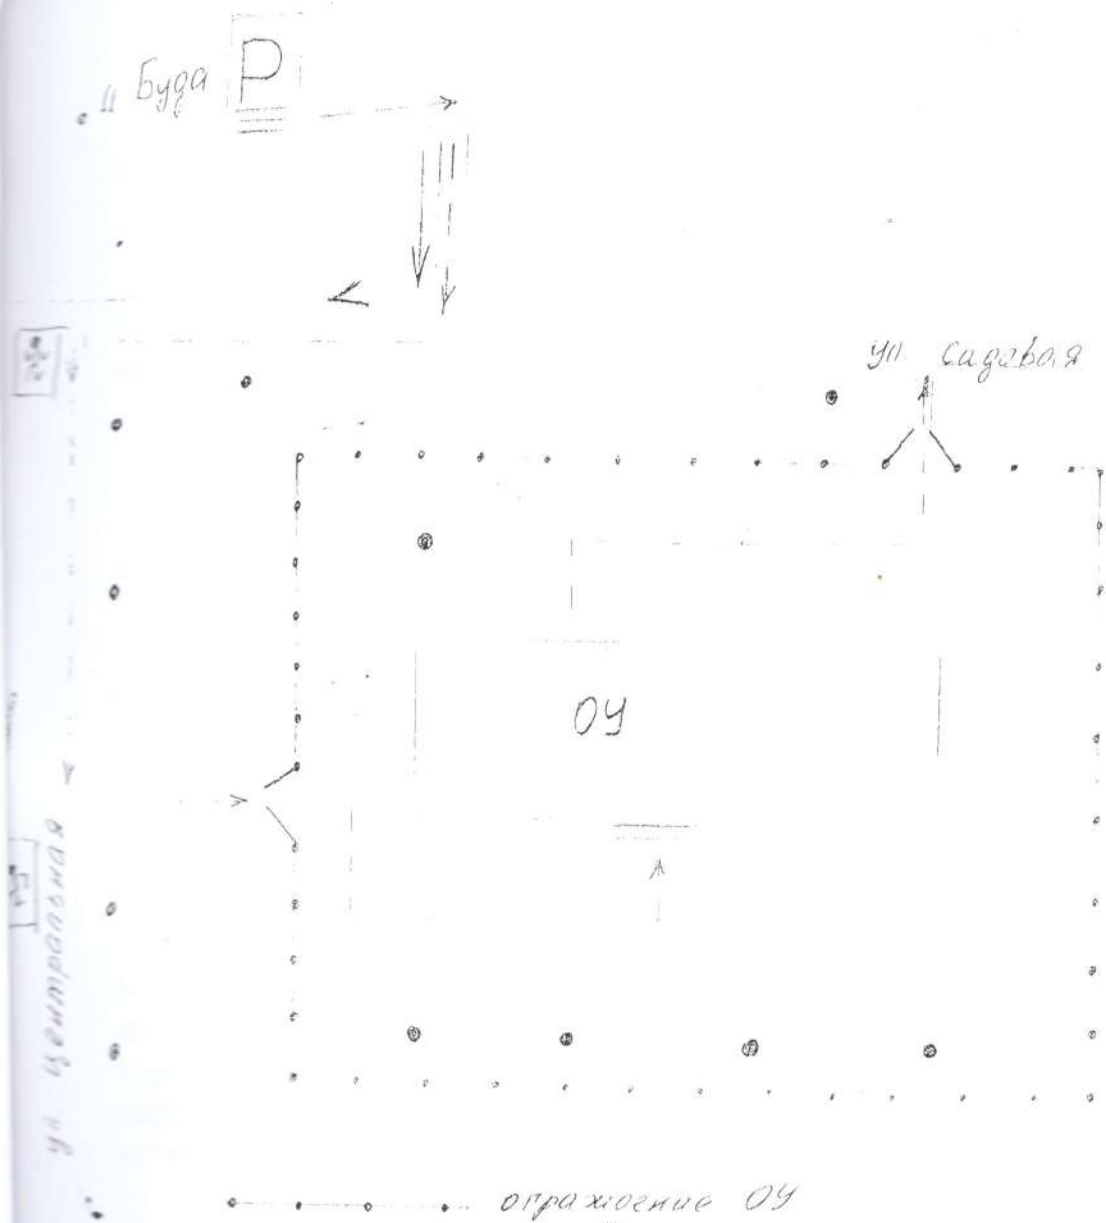 " Буда Р
ул. Садовая
ОУ
ул Центральная
ограждение ОУ